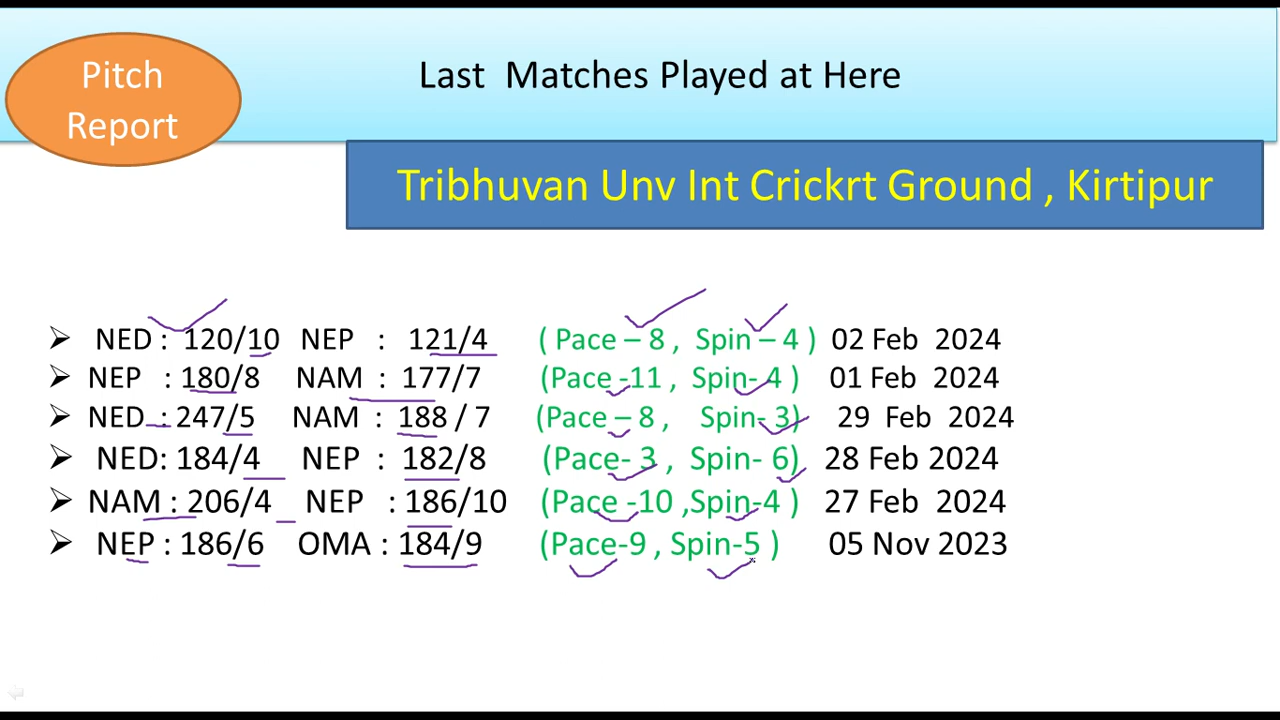 Pitch
Report
Last Matches Played at Here
Tribhuvan Unv Int Crickrt Ground , Kirtipur
NED : 120/10 NEP : 121/4 ( Pace – 8 , Spin – 4 ) 02 Feb 2024
NEP : 180/8 NAM : 177/7 (Pace -11 , Spin- 4 ) 01 Feb 2024
NED : 247/5 NAM : 188 / 7 (Pace – 8 , Spin- 3) 29 Feb 2024
NED: 184/4 NEP : 182/8 (Pace- 3 , Spin- 6) 28 Feb 2024
NAM : 206/4 NEP : 186/10 (Pace -10 ,Spin-4 ) 27 Feb 2024
NEP : 186/6 OMA : 184/9 (Pace-9 , Spin-5 ) 05 Nov 2023